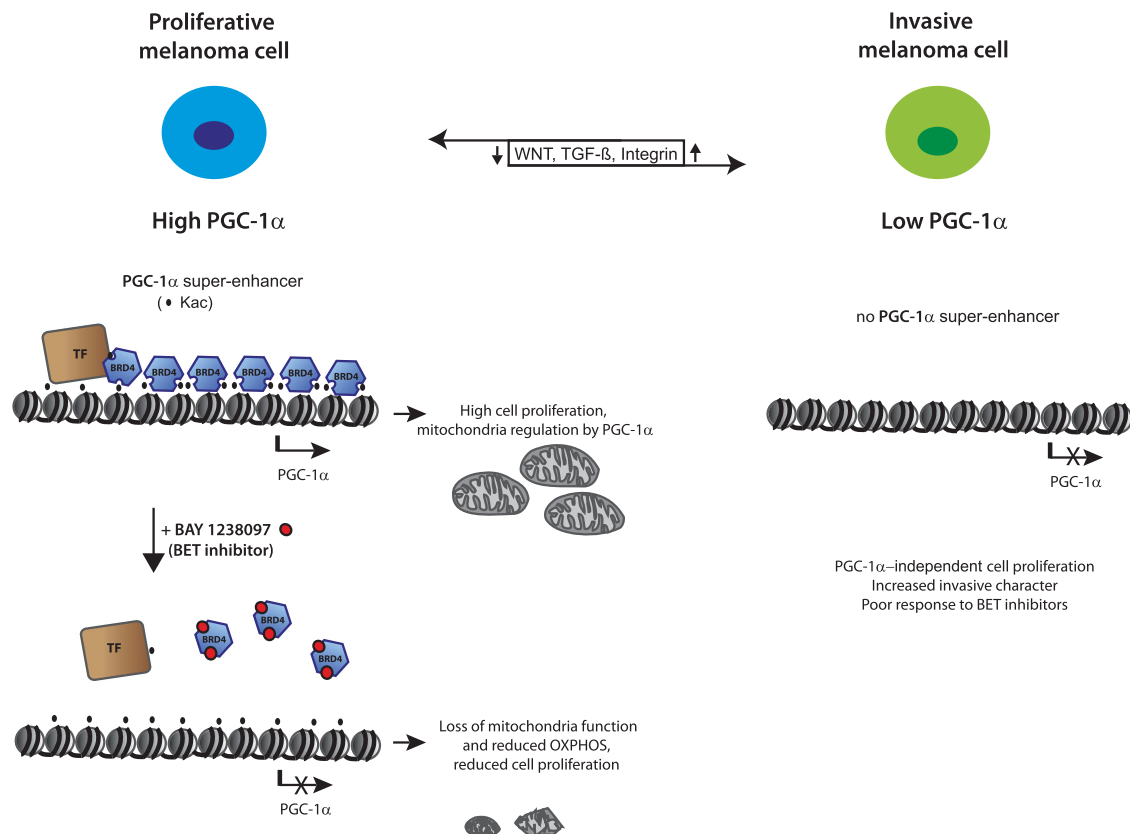 Proliferative
melanoma cell
Invasive
melanoma cell
WNT, TGF-ß, Integrin
High PGC-1α
Low PGC-1α
PGC-1α super-enhancer
( Kac)
no PGC-1α super-enhancer
TF
BRD4
BRD4
BRD4
BRD4
BRD4
BRD4
High cell proliferation,
mitochondria regulation by PGC-1α
PGC-1α
PGC-1α
+ BAY 1238097
(BET inhibitor)
PGC-1α–independent cell proliferation
Increased invasive character
Poor response to BET inhibitors
TF
BRD4
BRD4
BRD4
Loss of mitochondria function
and reduced OXPHOS,
reduced cell proliferation
PGC-1α